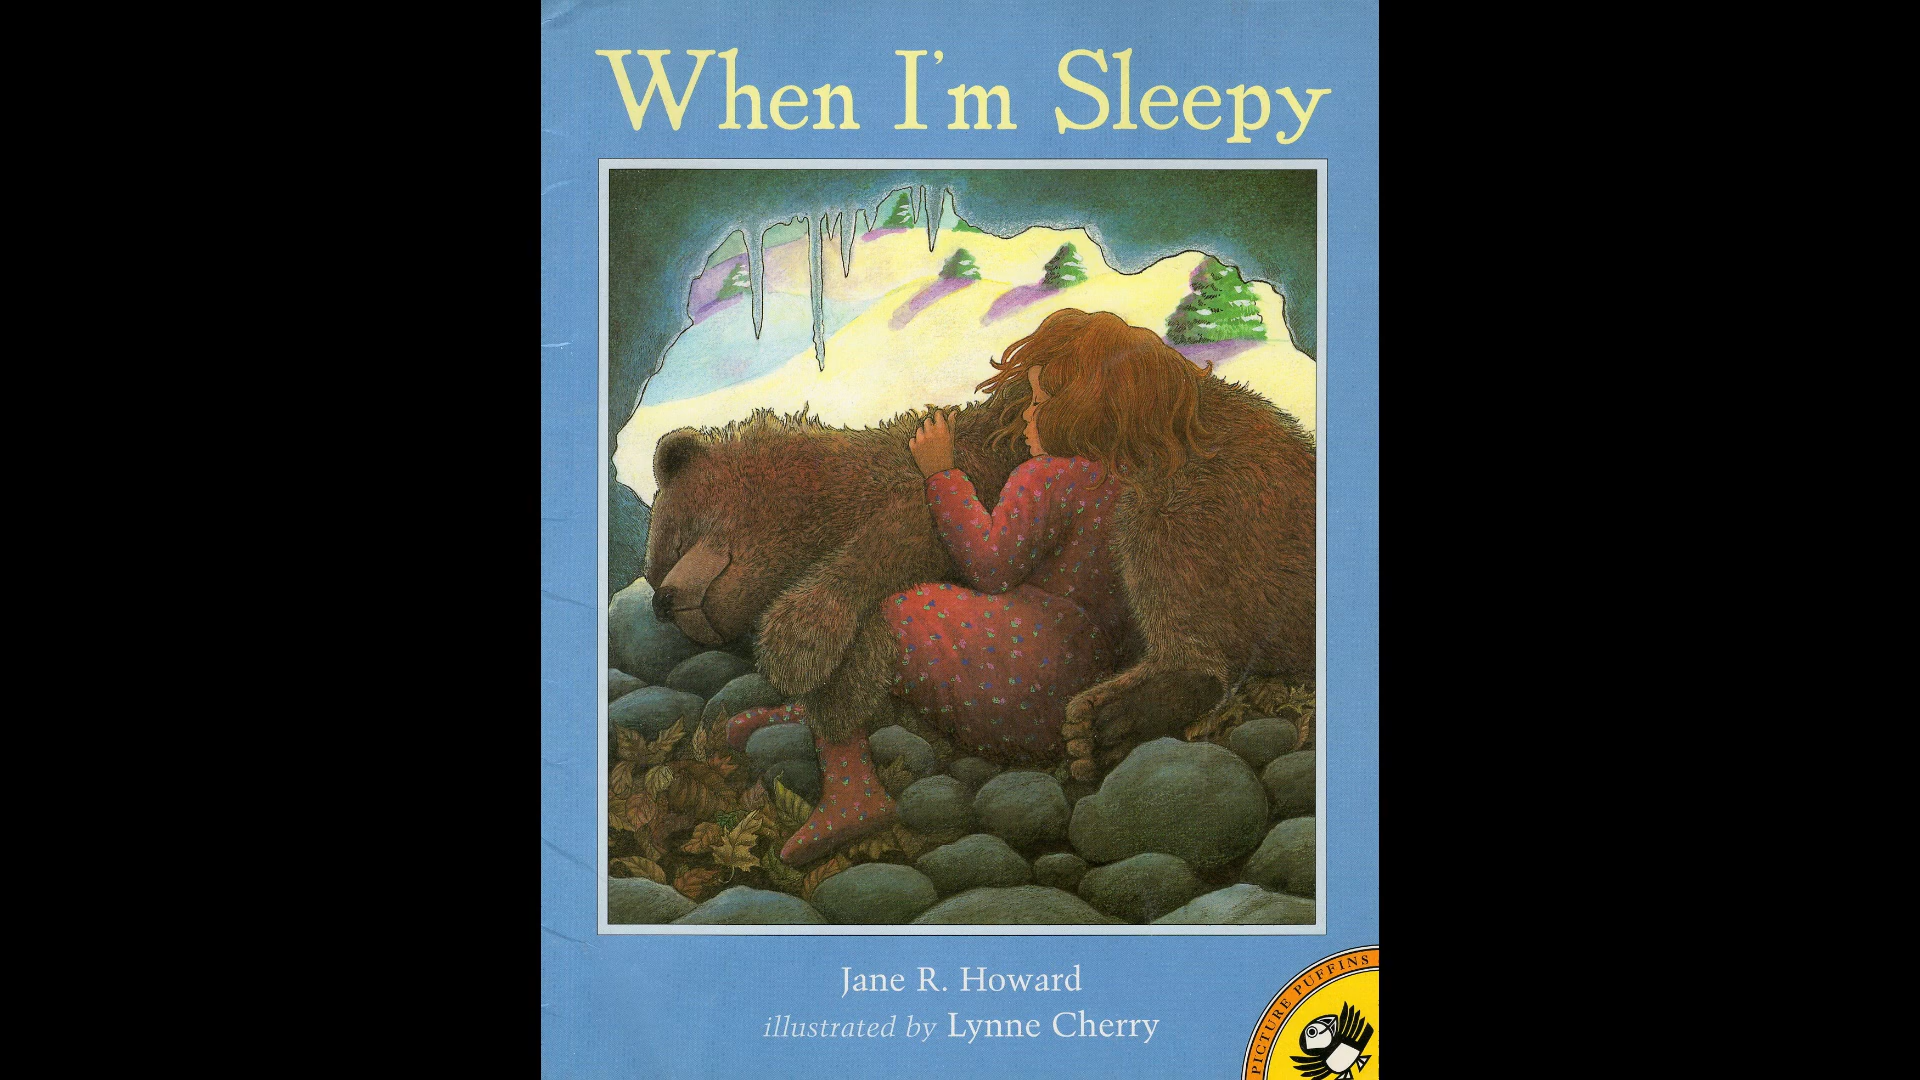 When I'm Sleepy
Jane R. Howard
illustrated by Lynne Cherry
PICTURE PUFFINS